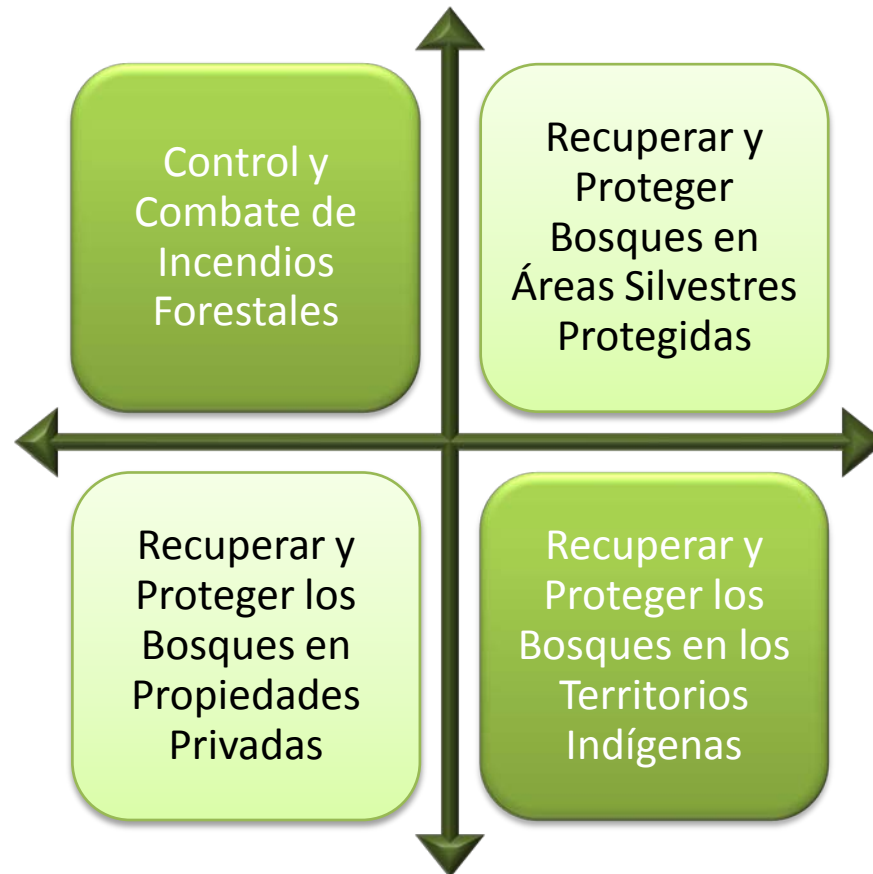 Control y
Combate de
Incendios
Forestales
Recuperar y
Proteger
Bosques en
Áreas Silvestres
Protegidas
Recuperar y
Proteger los
Bosques en
Propiedades
Privadas
Recuperar y
Proteger los
Bosques en los
Territorios
Indígenas